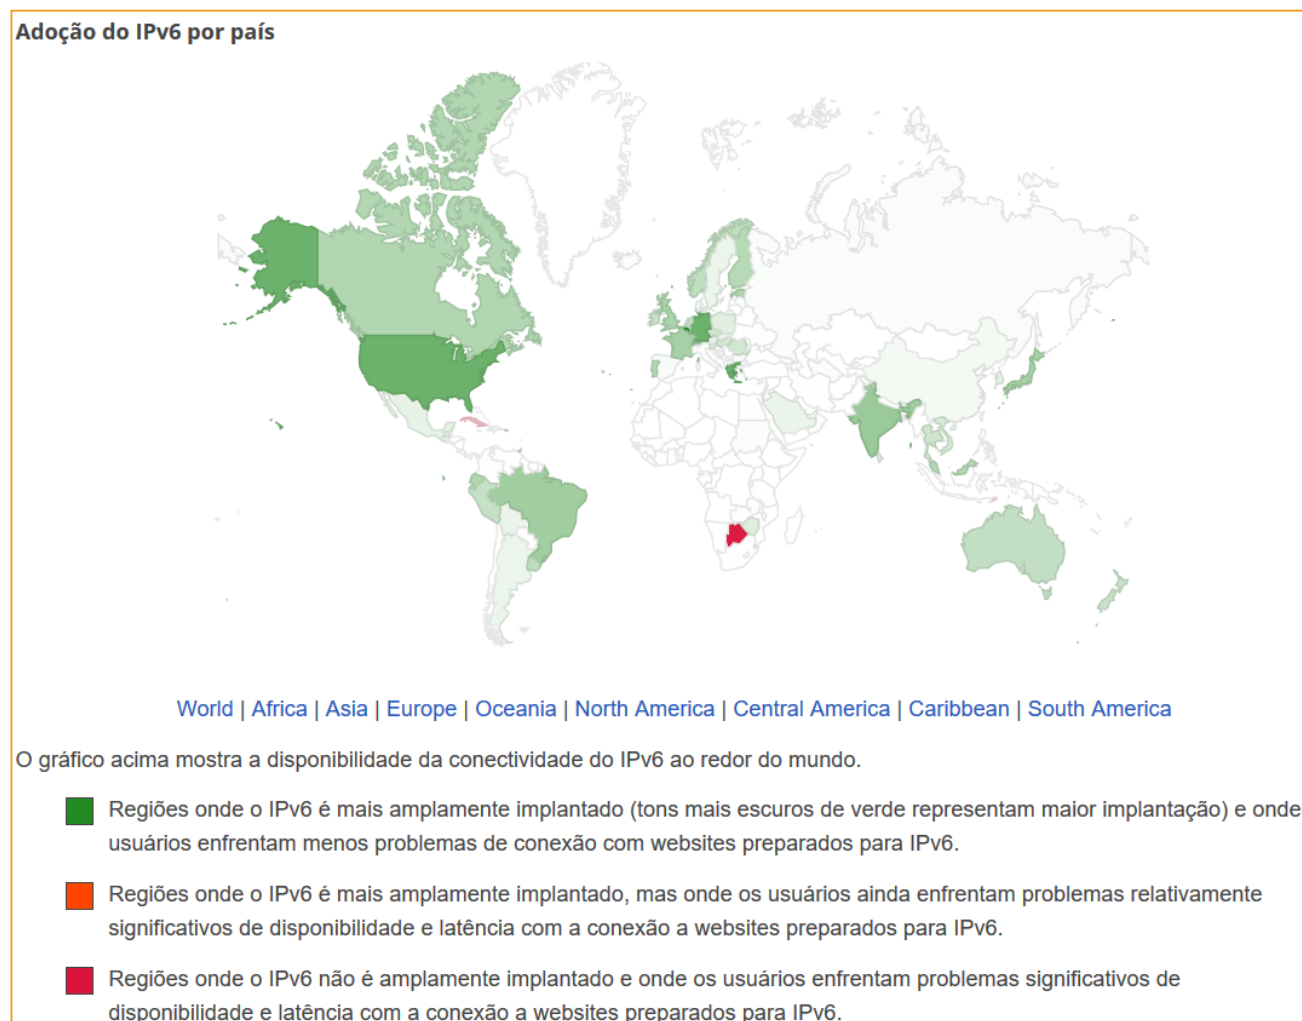 Adoção do IPv6 por país
World | Africa | Asia | Europe | Oceania | North America | Central America | Caribbean | South America
O gráfico acima mostra a disponibilidade da conectividade do IPv6 ao redor do mundo.
Regiões onde o IPv6 é mais amplamente implantado (tons mais escuros de verde representam maior implantação) e onde
usuários enfrentam menos problemas de conexão com websites preparados para IPv6.
Regiões onde o IPv6 é mais amplamente implantado, mas onde os usuários ainda enfrentam problemas relativamente
significativos de disponibilidade e latência com a conexão a websites preparados para IPv6.
Regiões onde o IPv6 não é amplamente implantado e onde os usuários enfrentam problemas significativos de
disponibilidade e latência com a conexão a websites preparados para IPv6.